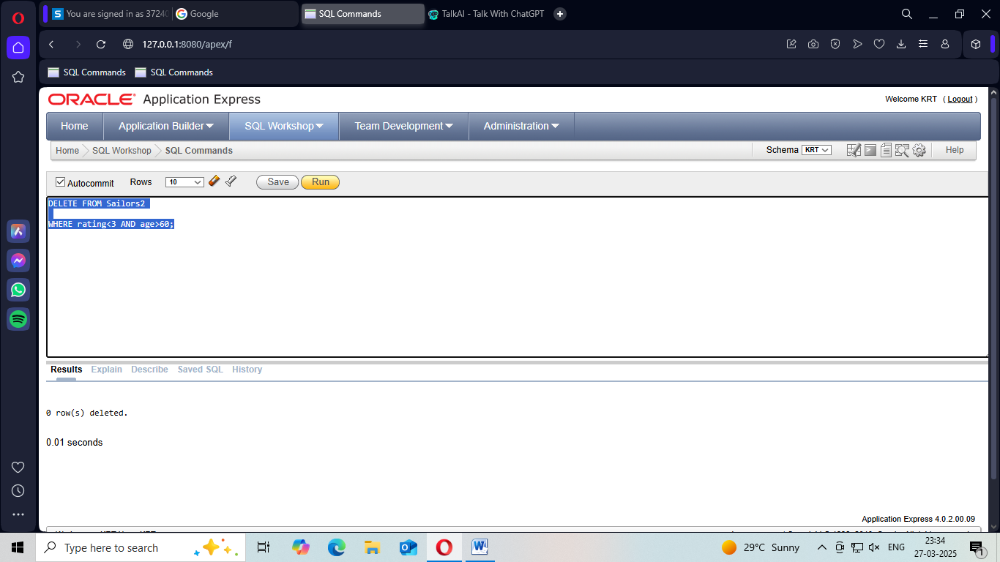 You are signed in as 37240
Google
SQL Commands
TalkAI - Talk With ChatGPT
127.0.0.1:8080/apex/f
SQL Commands
SQL Commands
ORACLE Application Express
Welcome KRT ( Logout )
Home
Application Builder
SQL Workshop
Team Development
Administration
Home SQL Workshop SQL Commands
Schema KRT
Help
Autocommit Rows 10 Save Run
DELETE FROM Sailors2
WHERE rating<3 AND age>60;
Results Explain Describe Saved SQL History
0 row(s) deleted.
0.01 seconds
Application Express 4.0.2.00.09
Type here to search
29°C Sunny
ENG
23:34
27-03-2025
1